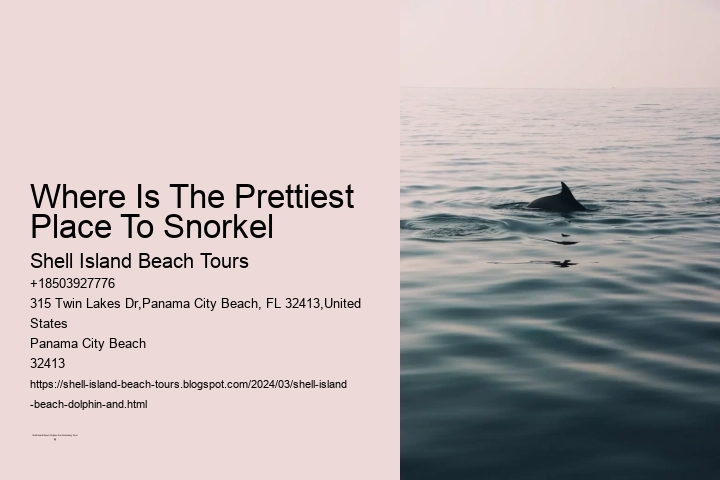 Where Is The Prettiest
Place To Snorkel
Shell Island Beach Tours
+18503927776
315 Twin Lakes Dr,Panama City Beach, FL 32413,United
States
Panama City Beach
32413
https://shell-island-beach-tours.blogspot.com/2024/03/shell-island
-beach-dolphin-and.html